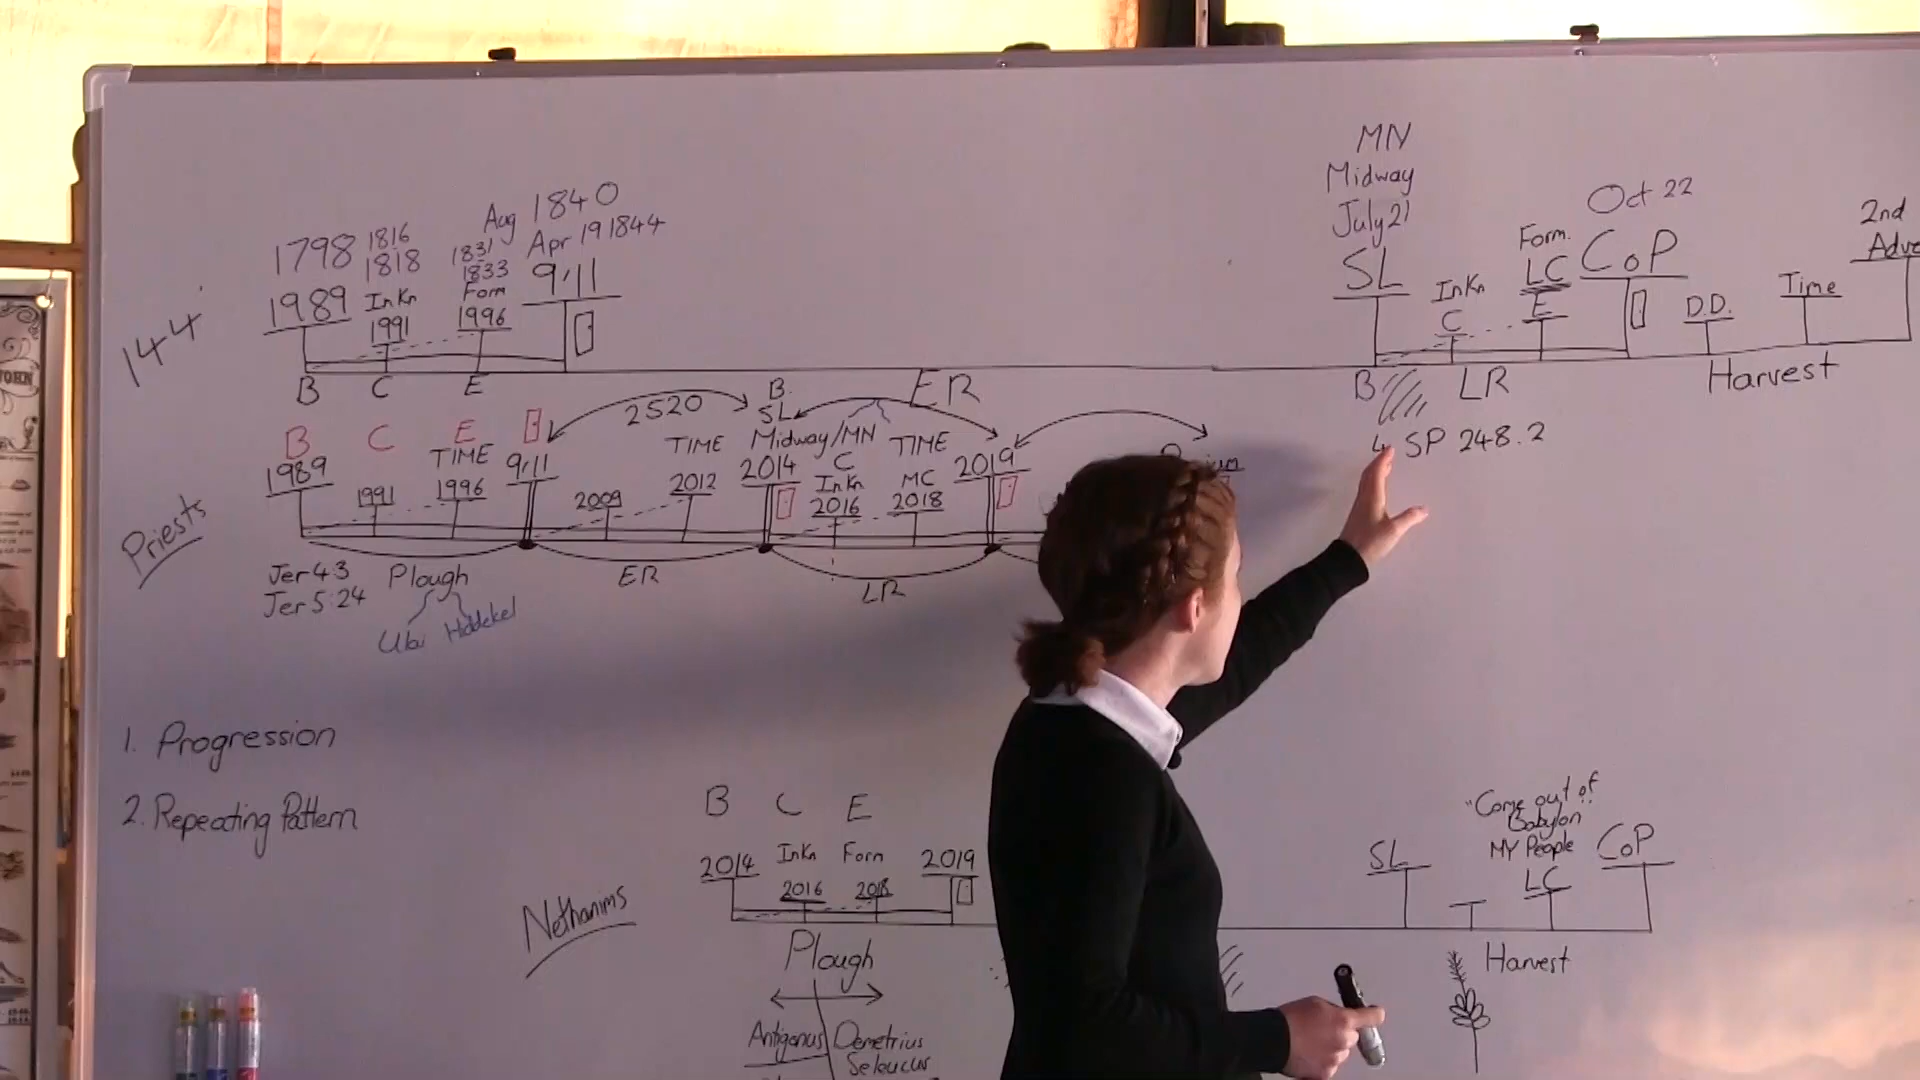 144
1798
1816
1818
1831
1833
Aug 1840
Apr 19 1844
1989
InKn
1991
Form
1996
9/11
B C E
ER
MN
Midway
July 21
SL
InKn
C
Form.
LC
E
Oct 22
CoP
D.D.
Time
2nd
Adve
B
LR
Harvest
4 SP 248.2
Priests
B C E
1989
1991
TIME
1996
9/11
2520
2009
TIME
2012
B
SL
Midway/MN
2014
C
InKn
2016
TIME
MC
2018
2019
Jer 4:3
Jer 5:24
Plough
Ulai Hiddekel
ER
LR
1. Progression
2. Repeating Pattern
Nethanims
B C E
2014
InKn
2016
Form
2018
2019
Plough
Antigonus
Demetrius
Seleucus
SL
"Come out of
Babylon"
MY People
LC
CoP
Harvest
JOHN